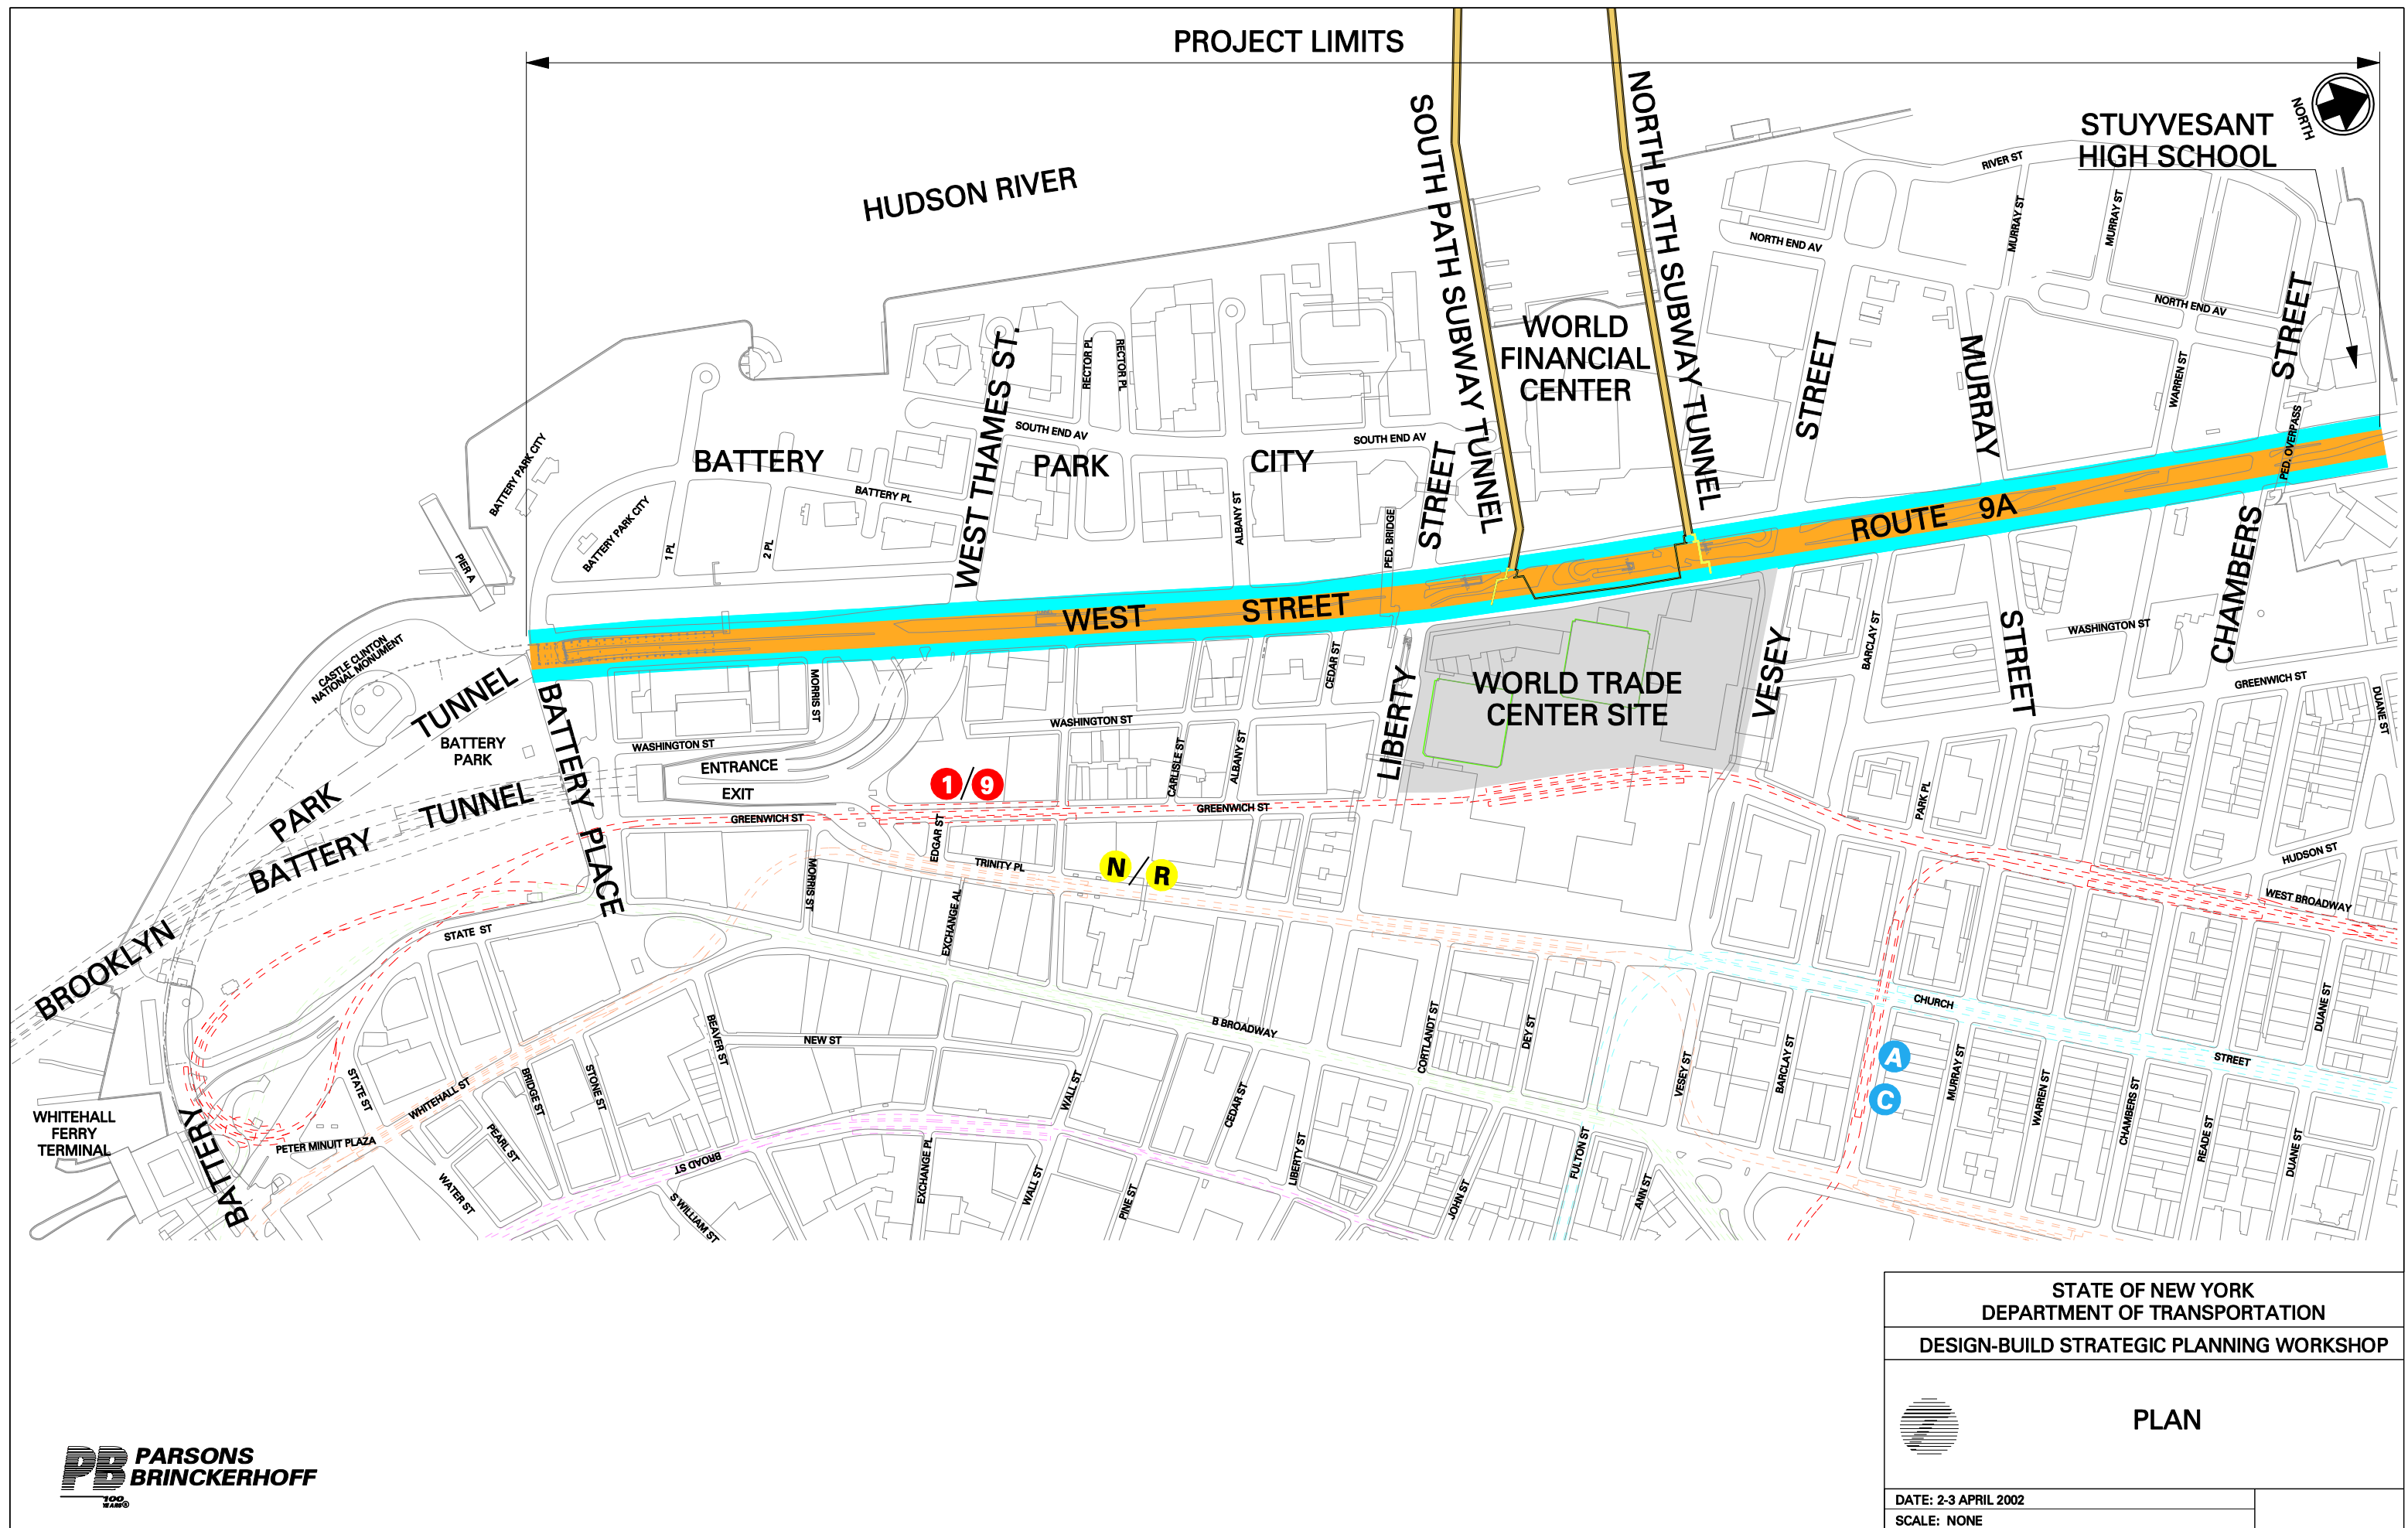 PROJECT LIMITS
NORTH
STUYVESANT
HIGH SCHOOL
HUDSON RIVER
SOUTH PATH SUBWAY TUNNEL
NORTH PATH SUBWAY TUNNEL
RIVER ST
MURRAY ST
MURRAY ST
NORTH END AV
NORTH END AV
WORLD
FINANCIAL
CENTER
STREET
MURRAY
STREET
WARREN ST
PED. OVERPASS
WEST THAMES ST.
RECTOR PL
RECTOR PL
SOUTH END AV
SOUTH END AV
BATTERY
PARK
CITY
BATTERY PL
BATTERY PARK CITY
BATTERY PARK CITY
1 PL
2 PL
ALBANY ST
PED. BRIDGE
STREET
PIER A
ROUTE 9A
WEST STREET
CASTLE CLINTON
NATIONAL MONUMENT
TUNNEL
BATTERY
PARK
PARK
BATTERY
TUNNEL
BROOKLYN
BATTERY PLACE
MORRIS ST
WASHINGTON ST
ENTRANCE
EXIT
GREENWICH ST
1/9
WASHINGTON ST
CARLISLE ST
ALBANY ST
CEDAR ST
LIBERTY
WORLD TRADE
CENTER SITE
VESEY
BARCLAY ST
STREET
WASHINGTON ST
CHAMBERS
GREENWICH ST
DUANE ST
GREENWICH ST
EDGAR ST
TRINITY PL
N/R
MORRIS ST
EXCHANGE AL
PARK PL
HUDSON ST
WEST BROADWAY
STATE ST
BEAVER ST
NEW ST
B BROADWAY
CORTLANDT ST
DEY ST
CHURCH
STREET
VESEY ST
BARCLAY ST
A
C
MURRAY ST
WARREN ST
CHAMBERS ST
READE ST
DUANE ST
DUANE ST
WHITEHALL
FERRY
TERMINAL
BATTERY
STATE ST
WHITEHALL ST
PETER MINUIT PLAZA
BRIDGE ST
STONE ST
PEARL ST
WATER ST
BROAD ST
S WILLIAM ST
EXCHANGE PL
WALL ST
WALL ST
PINE ST
CEDAR ST
LIBERTY ST
JOHN ST
FULTON ST
ANN ST
STATE OF NEW YORK
DEPARTMENT OF TRANSPORTATION
DESIGN-BUILD STRATEGIC PLANNING WORKSHOP
PLAN
DATE: 2-3 APRIL 2002
SCALE: NONE
PB PARSONS
BRINCKERHOFF
100
YEARS®